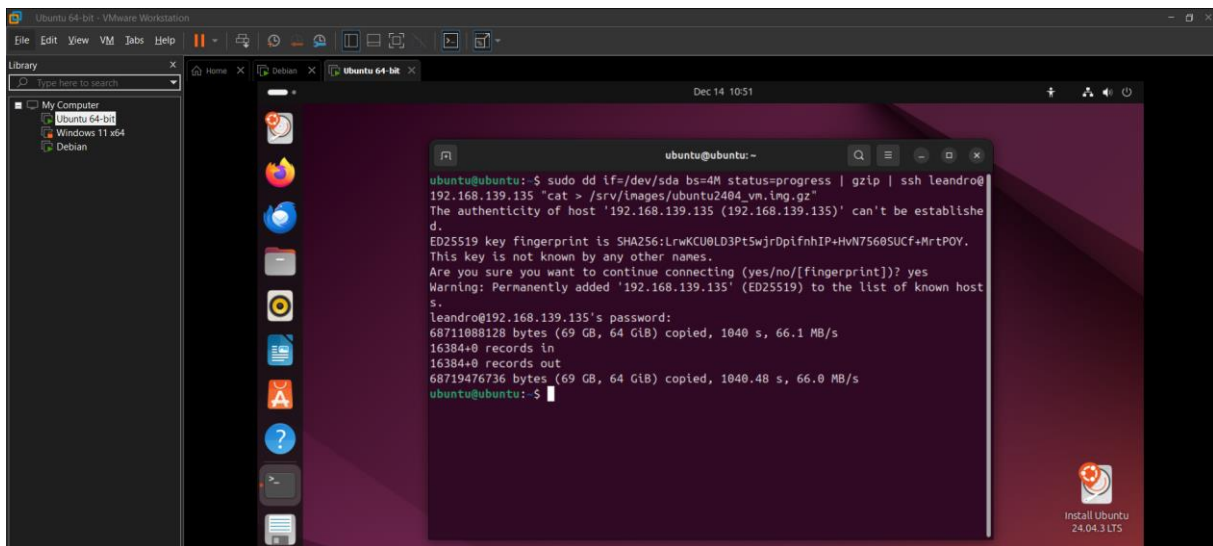 Ubuntu 64-bit - VMware Workstation
File Edit View VM Tabs Help
Library
Type here to search
My Computer
Ubuntu 64-bit
Windows 11 x64
Debian
Home
Debian
Ubuntu 64-bit
Dec 14 10:51
ubuntu@ubuntu: ~
ubuntu@ubuntu:~$ sudo dd if=/dev/sda bs=4M status=progress | gzip | ssh leandro@
192.168.139.135 "cat > /srv/images/ubuntu2404_vm.img.gz"
The authenticity of host '192.168.139.135 (192.168.139.135)' can't be establishe
d.
ED25519 key fingerprint is SHA256:LrwKCU0LD3Pt5wjrDpifnhIP+HvN7560SUCf+MrtPOY.
This key is not known by any other names.
Are you sure you want to continue connecting (yes/no/[fingerprint])? yes
Warning: Permanently added '192.168.139.135' (ED25519) to the list of known host
s.
leandro@192.168.139.135's password:
68711088128 bytes (69 GB, 64 GiB) copied, 1040 s, 66.1 MB/s
16384+0 records in
16384+0 records out
68719476736 bytes (69 GB, 64 GiB) copied, 1040.48 s, 66.0 MB/s
ubuntu@ubuntu:~$
Install Ubuntu
24.04.3 LTS